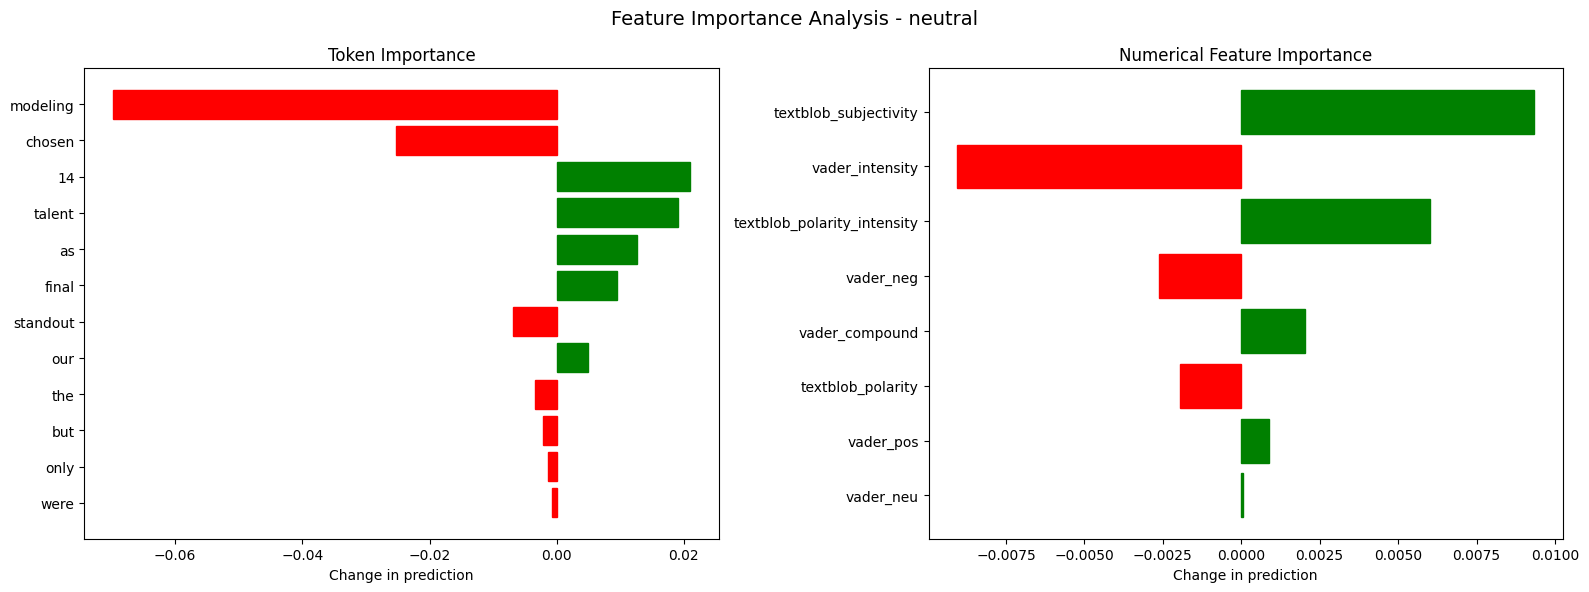 Feature Importance Analysis - neutral
Token Importance
modeling
chosen
14
talent
as
final
standout
our
the
but
only
were
−0.06
−0.04
−0.02
0.00
0.02
Change in prediction
Numerical Feature Importance
textblob_subjectivity
vader_intensity
textblob_polarity_intensity
vader_neg
vader_compound
textblob_polarity
vader_pos
vader_neu
−0.0075
−0.0050
−0.0025
0.0000
0.0025
0.0050
0.0075
0.0100
Change in prediction